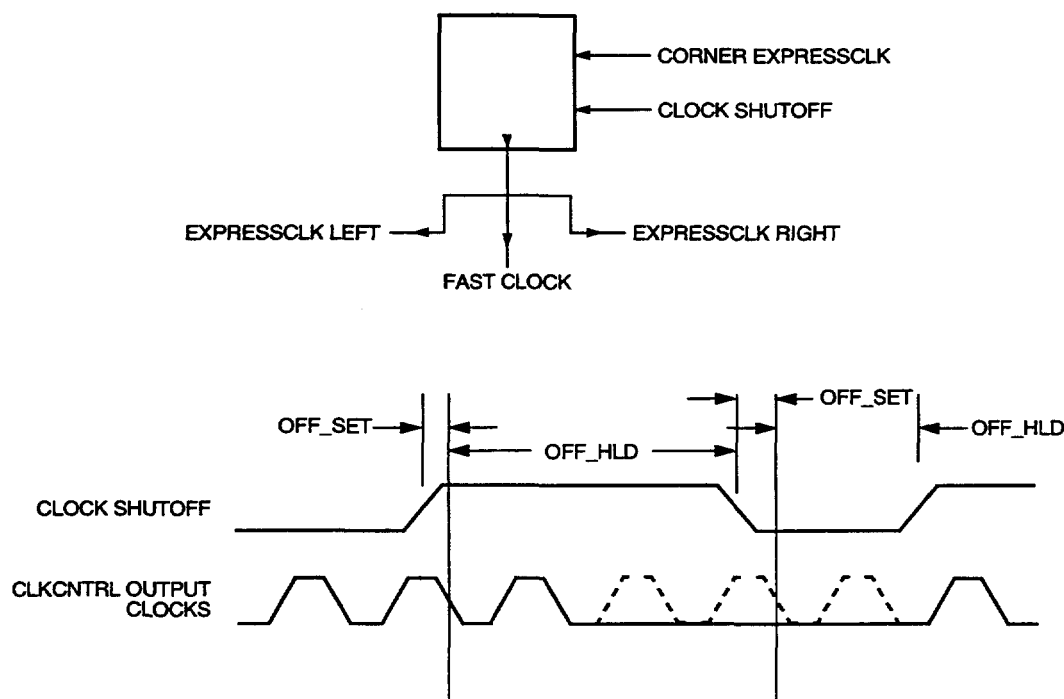 CORNER EXPRESSCLK
CLOCK SHUTOFF
EXPRESSCLK LEFT
EXPRESSCLK RIGHT
FAST CLOCK
OFF_SET
OFF_SET
OFF_HLD
OFF_HLD
CLOCK SHUTOFF
CLKCNTRL OUTPUT
CLOCKS